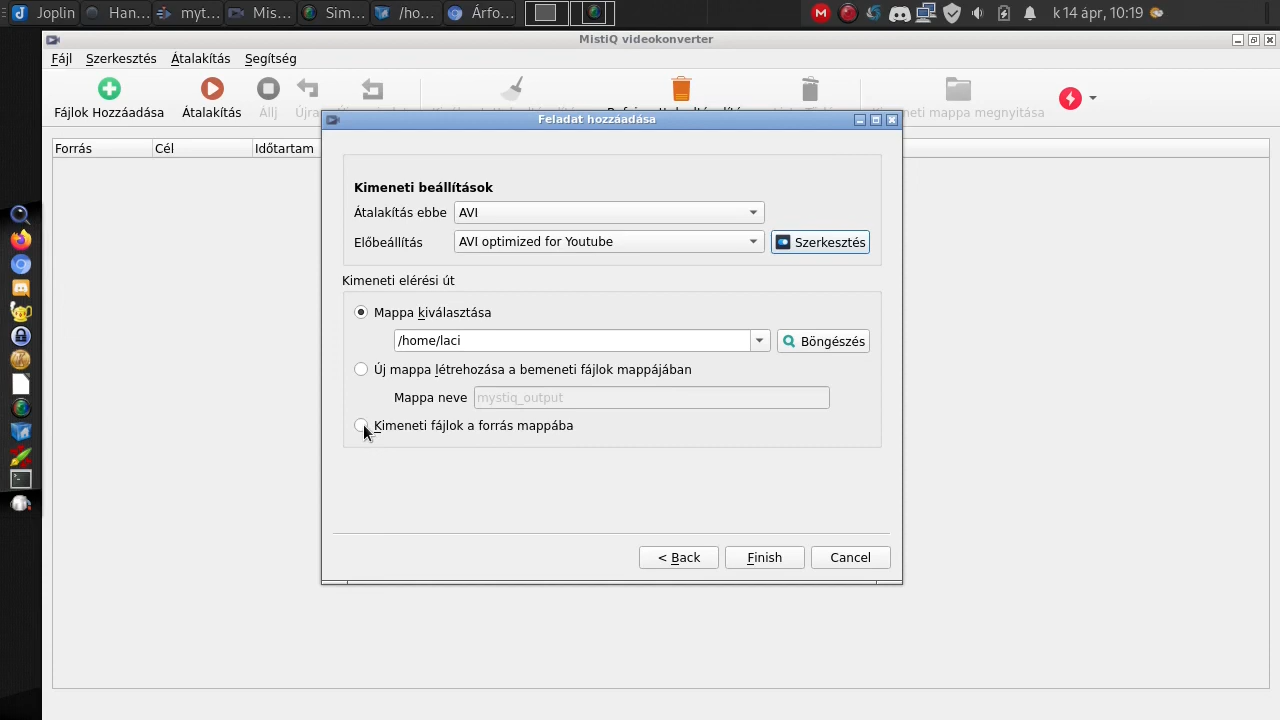 Joplin
Han...
myt...
Mis...
Sim...
/ho...
Árfo...
k 14 ápr, 10:19
MistiQ videokonverter
Fájl Szerkesztés Átalakítás Segítség
Fájlok Hozzáadása Átalakítás Állj Újra mappa megnyitása
Forrás Cél Időtartam
Feladat hozzáadása
Kimeneti beállítások
Átalakítás ebbe AVI
Előbeállítás AVI optimized for Youtube Szerkesztés
Kimeneti elérési út
Mappa kiválasztása
/home/laci Böngészés
Új mappa létrehozása a bemeneti fájlok mappájában
Mappa neve mystiq_output
Kimeneti fájlok a forrás mappába
< Back Finish Cancel